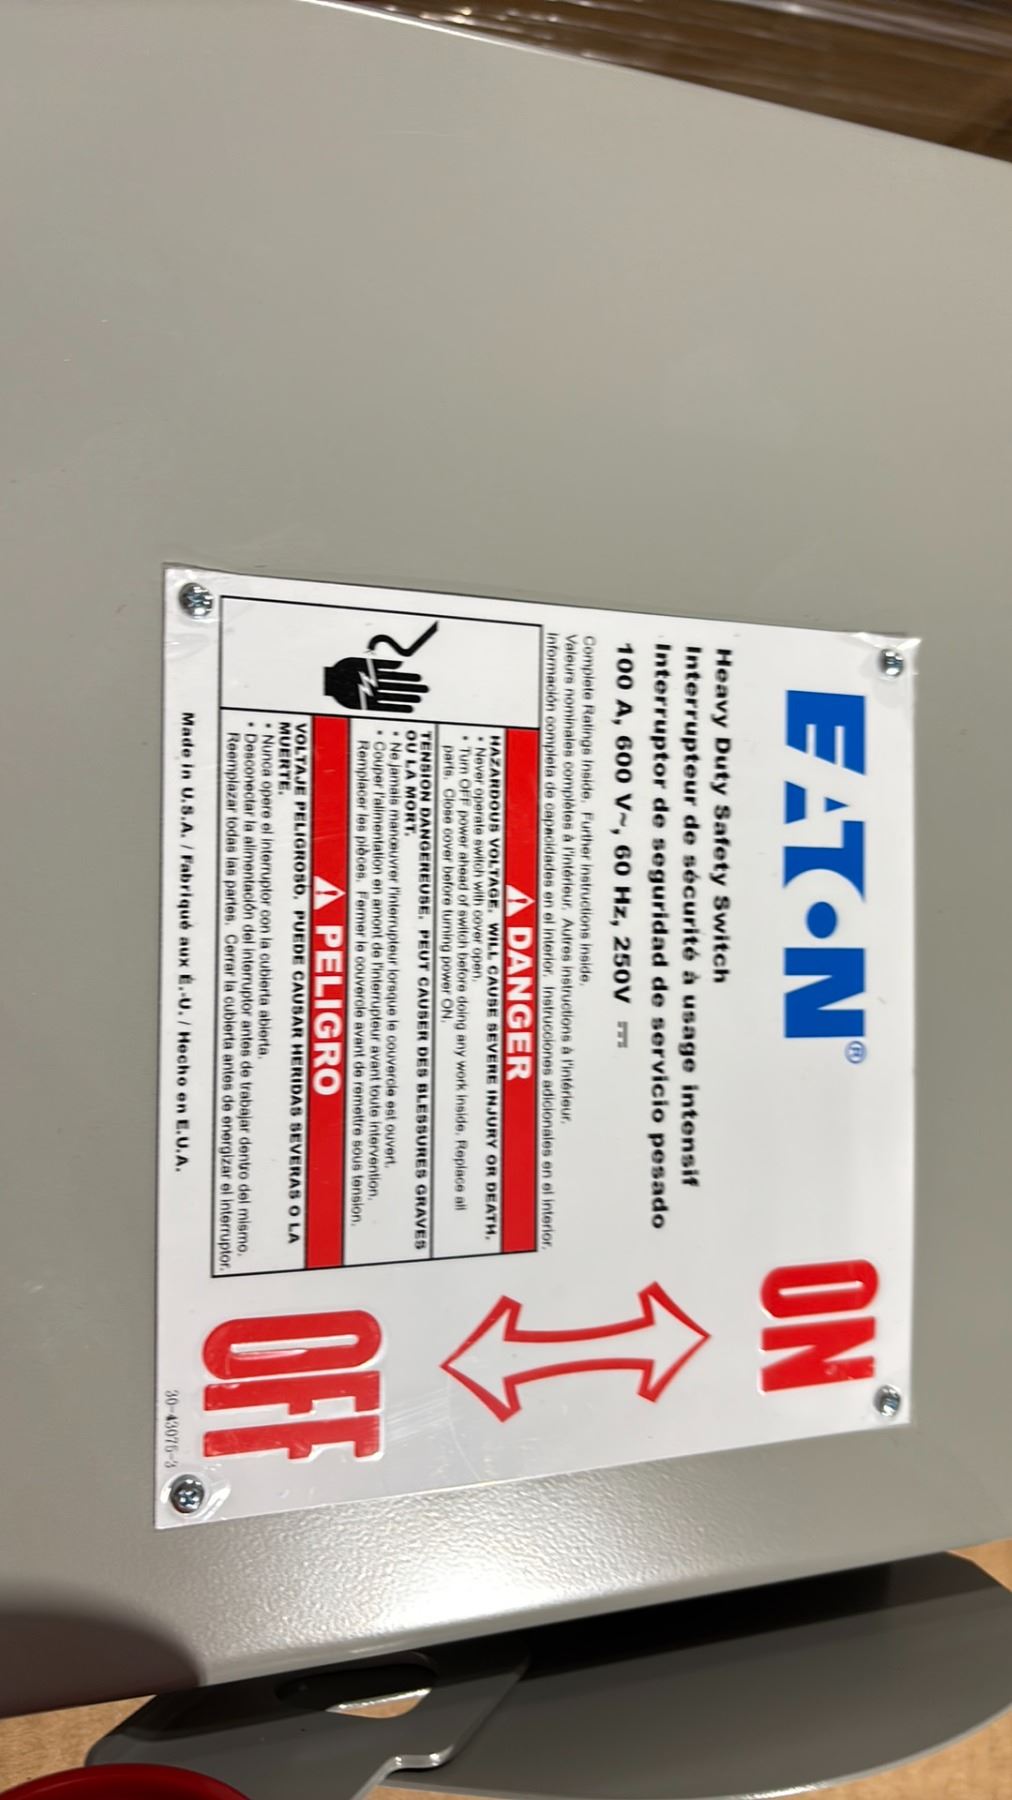 EATON®
Heavy Duty Safety Switch
Interrupteur de sécurité à usage intensif
Interruptor de seguridad de servicio pesado
100 A, 600 V~, 60 Hz, 250V ⎓
Complete Ratings Inside. Further instructions inside.
Valeurs nominales complètes à l'intérieur. Autres instructions à l'intérieur.
Información completa de capacidades en el interior. Instrucciones adicionales en el interior.
⚠ DANGER
HAZARDOUS VOLTAGE. WILL CAUSE SEVERE INJURY OR DEATH.
• Never operate switch with cover open.
• Turn OFF power ahead of switch before doing any work inside. Replace all
parts. Close cover before turning power ON.
TENSION DANGEREUSE. PEUT CAUSER DES BLESSURES GRAVES
OU LA MORT.
• Ne jamais manœuvrer l'interrupteur lorsque le couvercle est ouvert.
• Couper l'alimentation en amont de l'interrupteur avant toute intervention.
Remplacer les pièces. Fermer le couvercle avant de remettre sous tension.
⚠ PELIGRO
VOLTAJE PELIGROSO. PUEDE CAUSAR HERIDAS SEVERAS O LA
MUERTE.
• Nunca opere el interruptor con la cubierta abierta.
• Desconectar la alimentación del interruptor antes de trabajar dentro del mismo.
Reemplazar todas las partes. Cerrar la cubierta antes de energizar el interruptor.
Made in U.S.A. / Fabriqué aux É.-U. / Hecho en E.U.A.
ON
OFF
30-43075-3